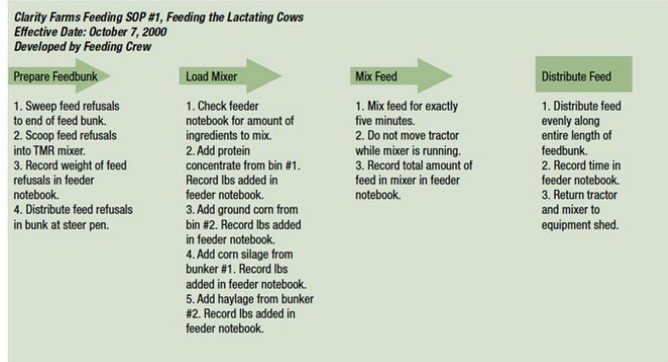 Clarity Farms Feeding SOP #1, Feeding the Lactating Cows
Effective Date: October 7, 2000
Developed by Feeding Crew
Prepare Feedbunk
1. Sweep feed refusals
to end of feed bunk.
2. Scoop feed refusals
into TMR mixer.
3. Record weight of feed
refusals in feeder
notebook.
4. Distribute feed refusals
in bunk at steer pen.
Load Mixer
1. Check feeder
notebook for amount of
ingredients to mix.
2. Add protein
concentrate from bin #1.
Record lbs added in
feeder notebook.
3. Add ground corn from
bin #2. Record lbs added
in feeder notebook.
4. Add corn silage from
bunker #1. Record lbs
added in feeder notebook.
5. Add haylage from bunker
#2. Record lbs added in
feeder notebook.
Mix Feed
1. Mix feed for exactly
five minutes.
2. Do not move tractor
while mixer is running.
3. Record total amount of
feed in mixer in feeder
notebook.
Distribute Feed
1. Distribute feed
evenly along
entire length of
feedbunk.
2. Record time in
feeder notebook.
3. Return tractor
and mixer to
equipment shed.